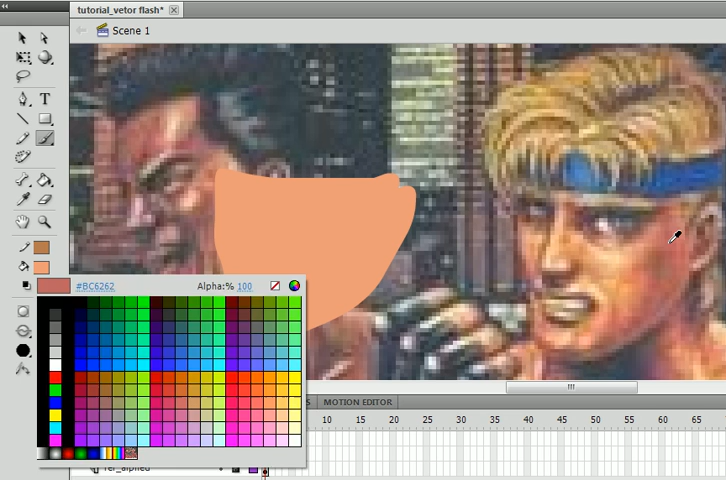 tutorial_vetor flash*
Scene 1
T
#BC6262
Alpha:% 100
S
MOTION EDITOR
10 15 20 25 30 35 40 45 50 55 60 65